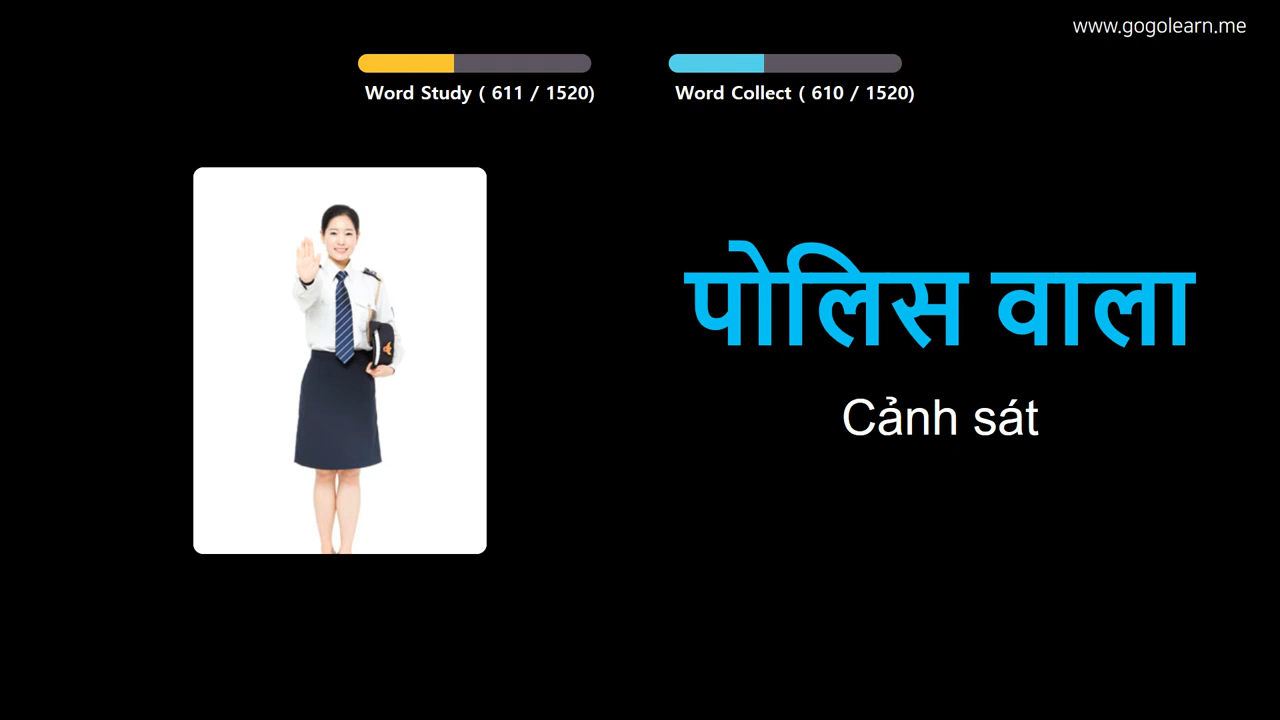 www.gogolearn.me
Word Study ( 611 / 1520)
Word Collect ( 610 / 1520)
पोलिस वाला
Cảnh sát